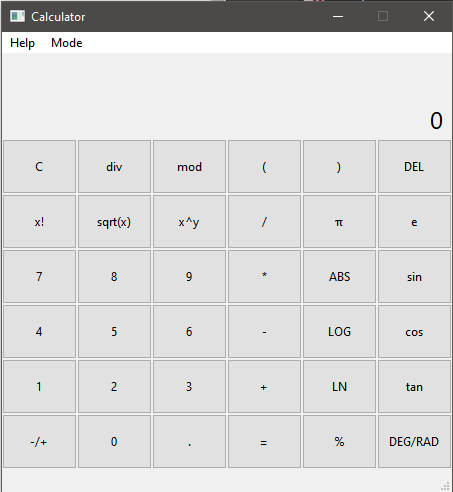 Calculator
Help Mode
0
C div mod ( ) DEL
x! sqrt(x) x^y / π e
7 8 9 * ABS sin
4 5 6 - LOG cos
1 2 3 + LN tan
-/+ 0 . = % DEG/RAD